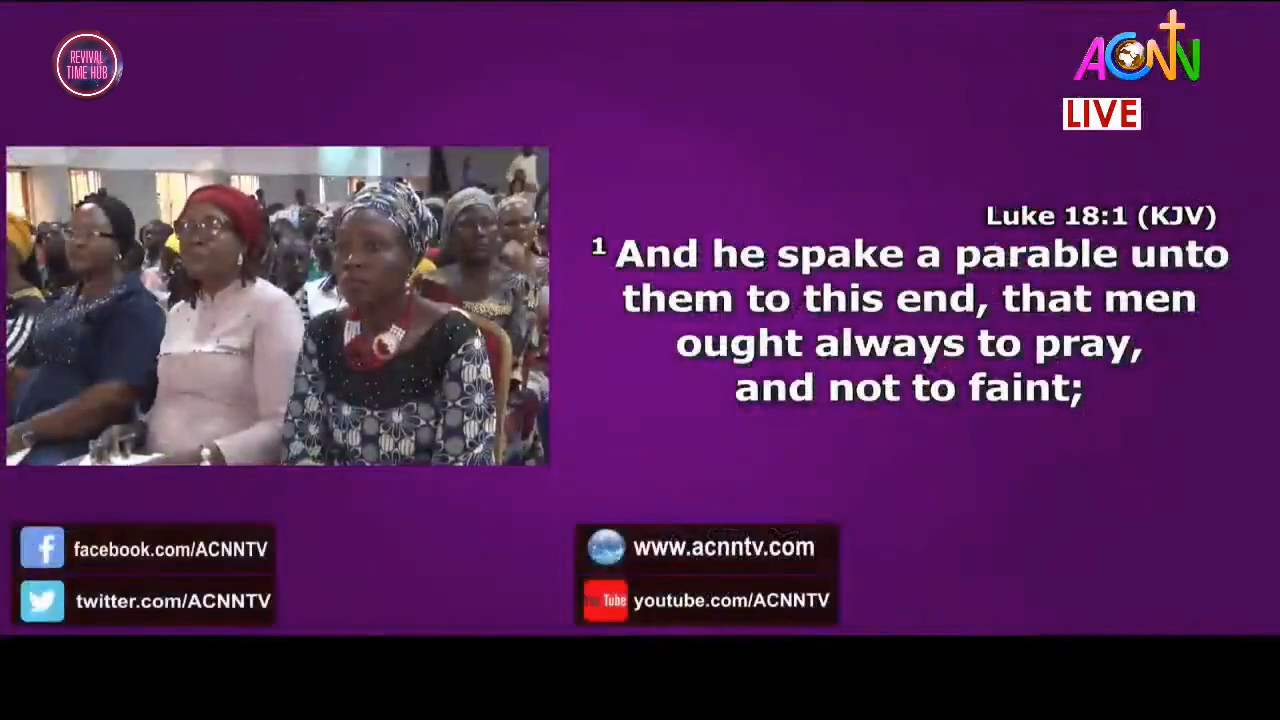 REVIVAL
TIME HUB
ACNN
LIVE
Luke 18:1 (KJV)
1 And he spake a parable unto
them to this end, that men
ought always to pray,
and not to faint;
facebook.com/ACNNTV
twitter.com/ACNNTV
www.acnntv.com
You Tube
youtube.com/ACNNTV